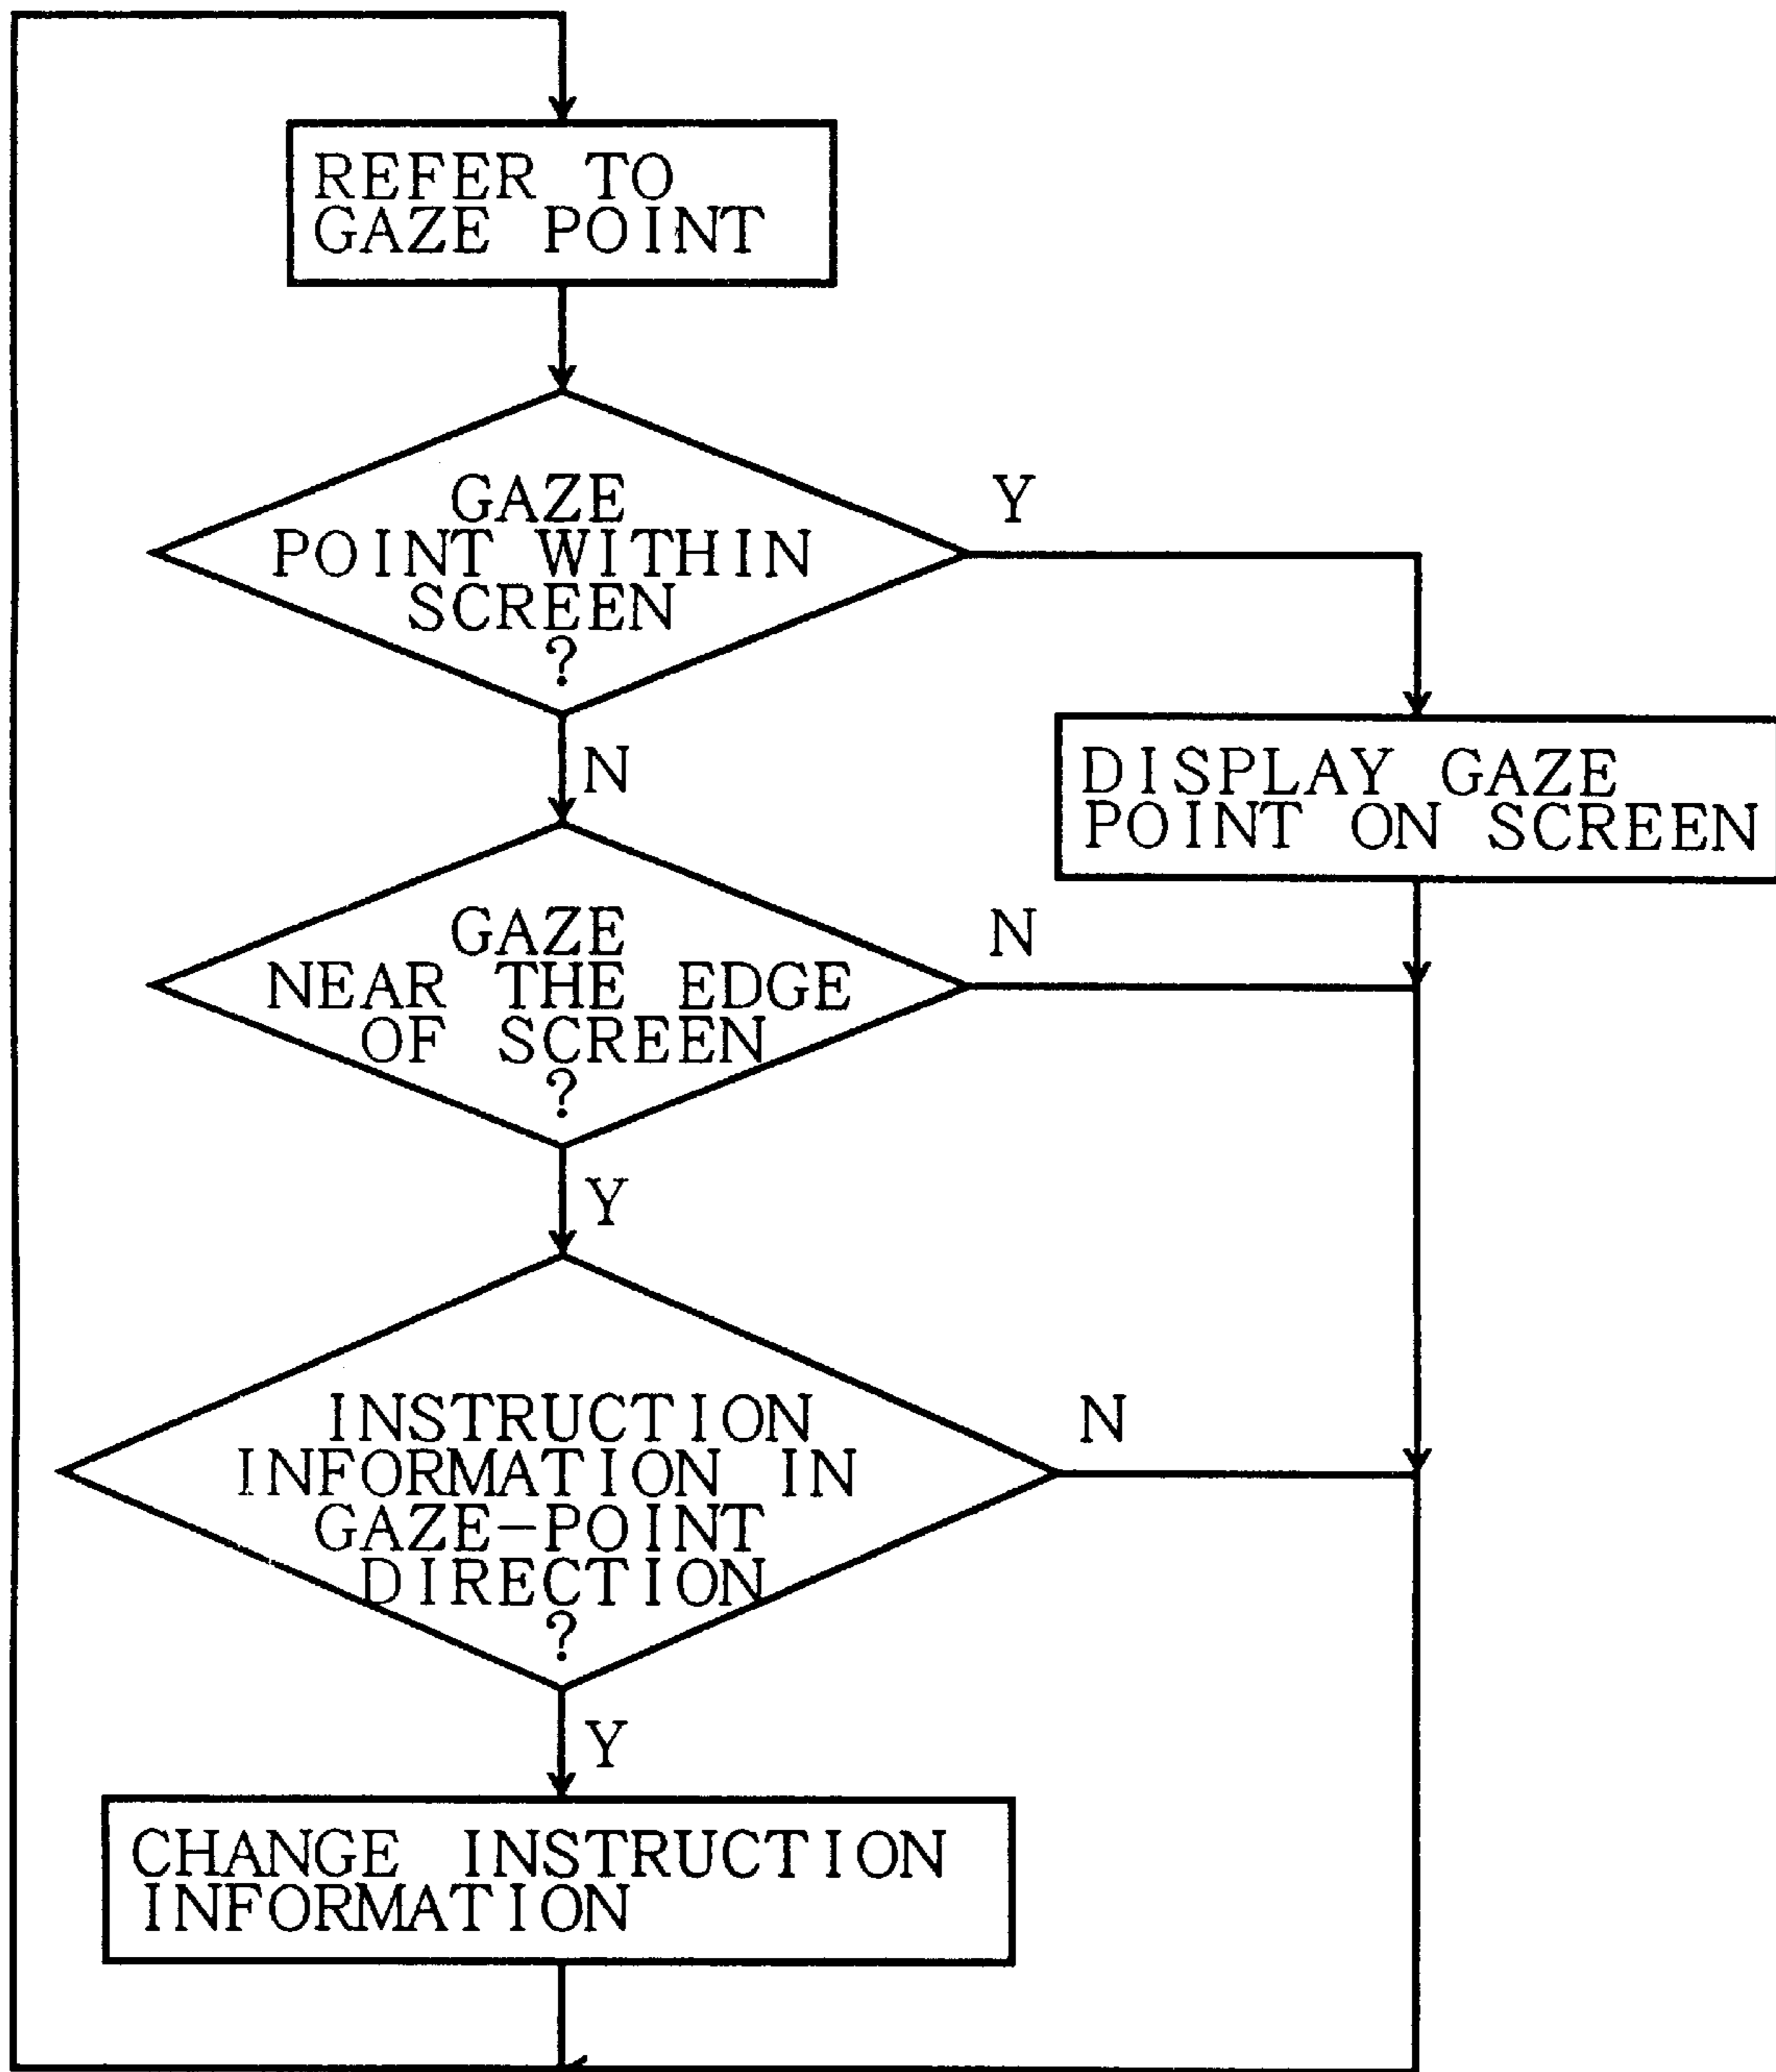 REFER TO
GAZE POINT
GAZE
POINT WITHIN
SCREEN
?
Y
N
DISPLAY GAZE
POINT ON SCREEN
GAZE
NEAR THE EDGE
OF SCREEN
?
N
Y
INSTRUCTION
INFORMATION IN
GAZE-POINT
DIRECTION
?
N
Y
CHANGE INSTRUCTION
INFORMATION